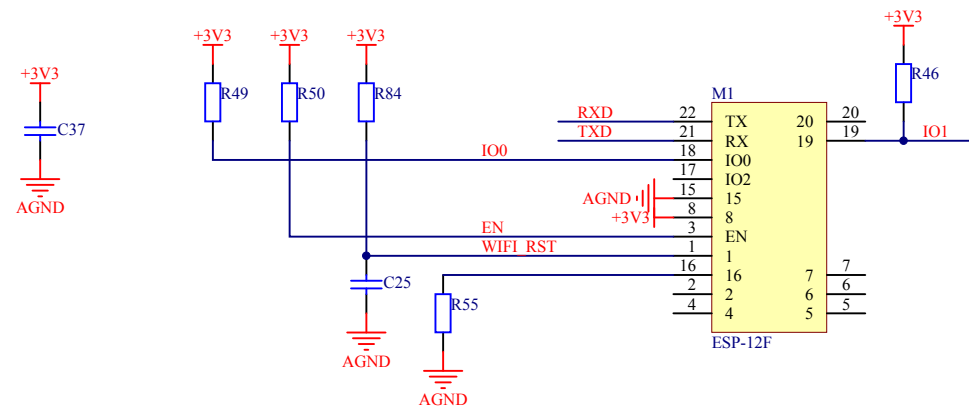 +3V3
+3V3 +3V3 +3V3
+3V3
R49 R50 R84
R46
C37
M1
RXD 22 TX 20 20
TXD 21 RX 19 19 IO1
IO0 18 IO0
17 IO2
AGND 15 15
+3V3 8 8
EN 3 EN
WIFI_RST 1 1
16 16 7 7
C25 2 2 6 6
R55 4 4 5 5
ESP-12F
AGND
AGND
AGND